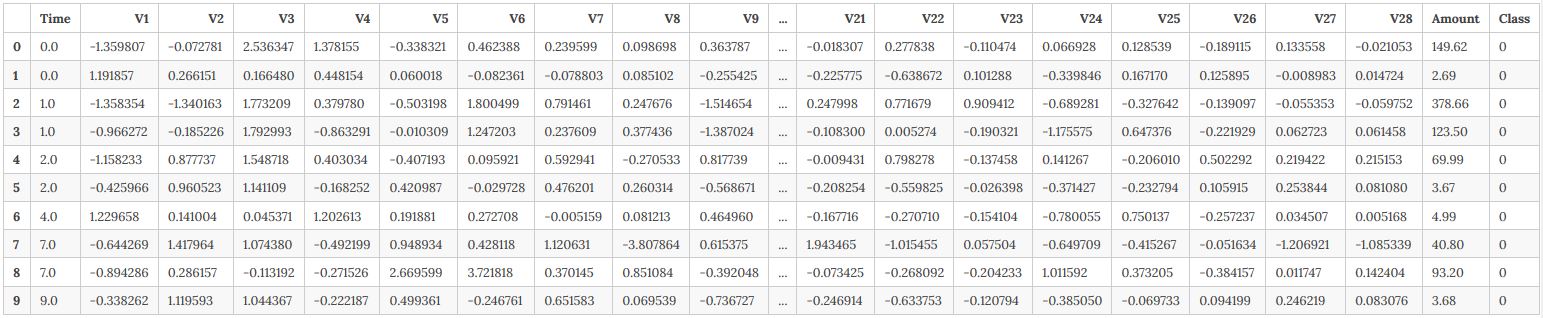 Time V1 V2 V3 V4 V5 V6 V7 V8 V9 ... V21 V22 V23 V24 V25 V26 V27 V28 Amount Class
0 0.0 −1.359807 −0.072781 2.536347 1.378155 −0.338321 0.462388 0.239599 0.098698 0.363787 ... −0.018307 0.277838 −0.110474 0.066928 0.128539 −0.189115 0.133558 −0.021053 149.62 0
1 0.0 1.191857 0.266151 0.166480 0.448154 0.060018 −0.082361 −0.078803 0.085102 −0.255425 ... −0.225775 −0.638672 0.101288 −0.339846 0.167170 0.125895 −0.008983 0.014724 2.69 0
2 1.0 −1.358354 −1.340163 1.773209 0.379780 −0.503198 1.800499 0.791461 0.247676 −1.514654 ... 0.247998 0.771679 0.909412 −0.689281 −0.327642 −0.139097 −0.055353 −0.059752 378.66 0
3 1.0 −0.966272 −0.185226 1.792993 −0.863291 −0.010309 1.247203 0.237609 0.377436 −1.387024 ... −0.108300 0.005274 −0.190321 −1.175575 0.647376 −0.221929 0.062723 0.061458 123.50 0
4 2.0 −1.158233 0.877737 1.548718 0.403034 −0.407193 0.095921 0.592941 −0.270533 0.817739 ... −0.009431 0.798278 −0.137458 0.141267 −0.206010 0.502292 0.219422 0.215153 69.99 0
5 2.0 −0.425966 0.960523 1.141109 −0.168252 0.420987 −0.029728 0.476201 0.260314 −0.568671 ... −0.208254 −0.559825 −0.026398 −0.371427 −0.232794 0.105915 0.253844 0.081080 3.67 0
6 4.0 1.229658 0.141004 0.045371 1.202613 0.191881 0.272708 −0.005159 0.081213 0.464960 ... −0.167716 −0.270710 −0.154104 −0.780055 0.750137 −0.257237 0.034507 0.005168 4.99 0
7 7.0 −0.644269 1.417964 1.074380 −0.492199 0.948934 0.428118 1.120631 −3.807864 0.615375 ... 1.943465 −1.015455 0.057504 −0.649709 −0.415267 −0.051634 −1.206921 −1.085339 40.80 0
8 7.0 −0.894286 0.286157 −0.113192 −0.271526 2.669599 3.721818 0.370145 0.851084 −0.392048 ... −0.073425 −0.268092 −0.204233 1.011592 0.373205 −0.384157 0.011747 0.142404 93.20 0
9 9.0 −0.338262 1.119593 1.044367 −0.222187 0.499361 −0.246761 0.651583 0.069539 −0.736727 ... −0.246914 −0.633753 −0.120794 −0.385050 −0.069733 0.094199 0.246219 0.083076 3.68 0